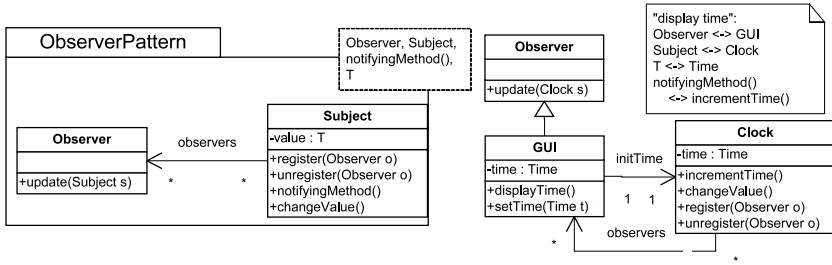 ObserverPattern
Observer, Subject,
notifyingMethod(),
T
Observer
+update(Subject s)
observers
*
*
Subject
-value : T
+register(Observer o)
+unregister(Observer o)
+notifyingMethod()
+changeValue()
Observer
+update(Clock s)
GUI
-time : Time
+displayTime()
+setTime(Time t)
initTime
1
1
"display time":
Observer <-> GUI
Subject <-> Clock
T <-> Time
notifyingMethod()
<-> incrementTime()
Clock
-time : Time
+incrementTime()
+changeValue()
+register(Observer o)
+unregister(Observer o)
*
observers
*